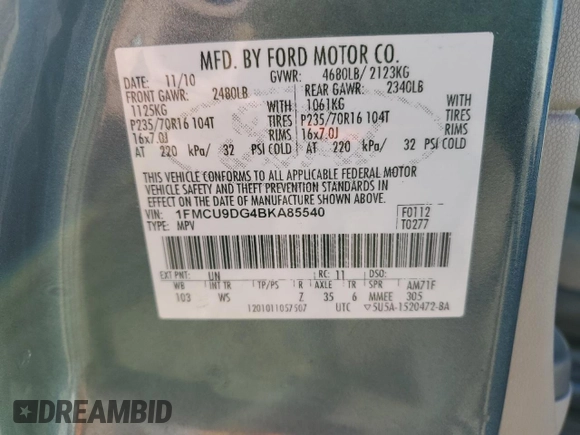 MFD. BY FORD MOTOR CO.
DATE: 11/10 GVWR: 4680LB/ 2123KG
FRONT GAWR: 2480LB REAR GAWR: 2340LB
1125KG 1061KG
P235/70R16 104T TIRES P235/70R16 104T TIRES
16x7.0J RIMS 16x7.0J RIMS
AT 220 kPa/ 32 PSI COLD AT 220 kPa/ 32 PSI COLD
THIS VEHICLE CONFORMS TO ALL APPLICABLE FEDERAL MOTOR
VEHICLE SAFETY AND THEFT PREVENTION STANDARDS IN
EFFECT ON THE DATE OF MANUFACTURE SHOWN ABOVE.
VIN: 1FMCU9DG4BKA85540 F0112
TYPE: MPV T0277
EXT PNT: UN RC: 11 DSO:
WB INT TR TP/PS R AXLE TR SPR AM71F
103 WS Z 35 6 MMEE 305
1201011057507 UTC ▽5U5A-1520472-BA
DREAMBID